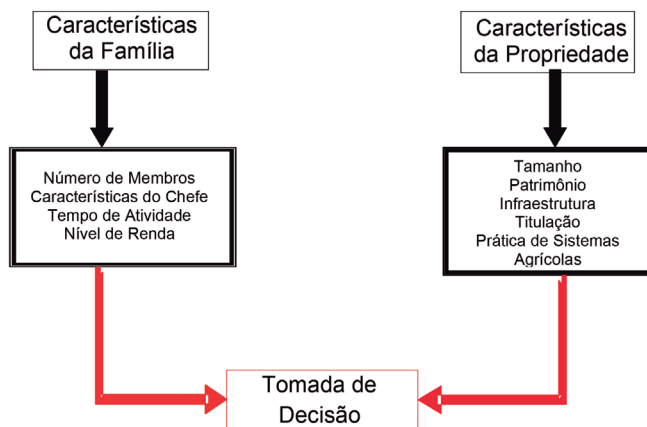 Características
da Família
Características
da Propriedade
Número de Membros
Características do Chefe
Tempo de Atividade
Nível de Renda
Tamanho
Patrimônio
Infraestrutura
Titulação
Prática de Sistemas
Agrícolas
Tomada de
Decisão